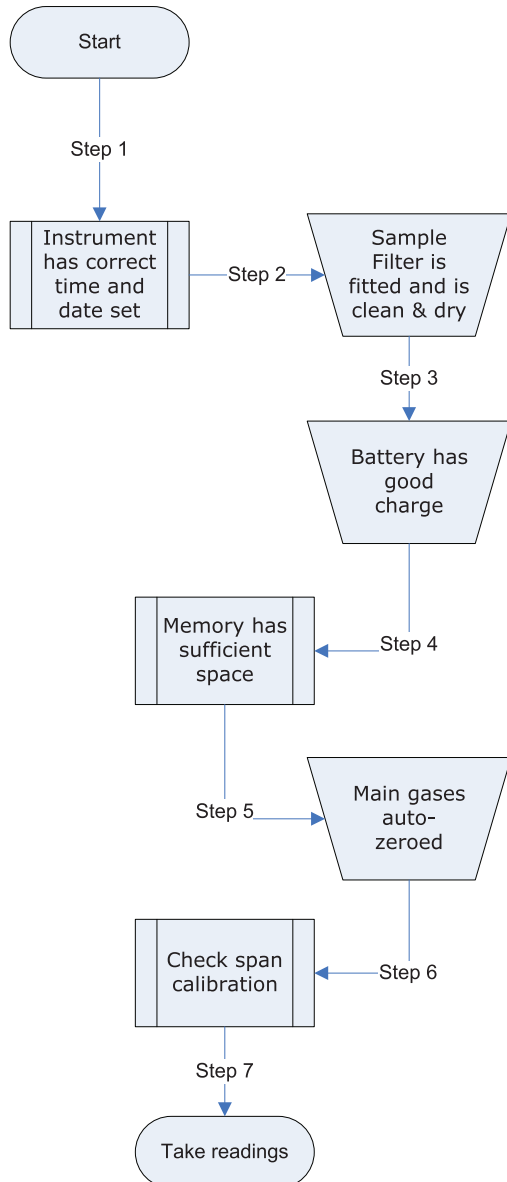 Start
Step 1
Instrument
has correct
time and
date set
Step 2
Sample
Filter is
fitted and is
clean & dry
Step 3
Battery has
good
charge
Step 4
Memory has
sufficient
space
Step 5
Main gases
auto-
zeroed
Step 6
Check span
calibration
Step 7
Take readings